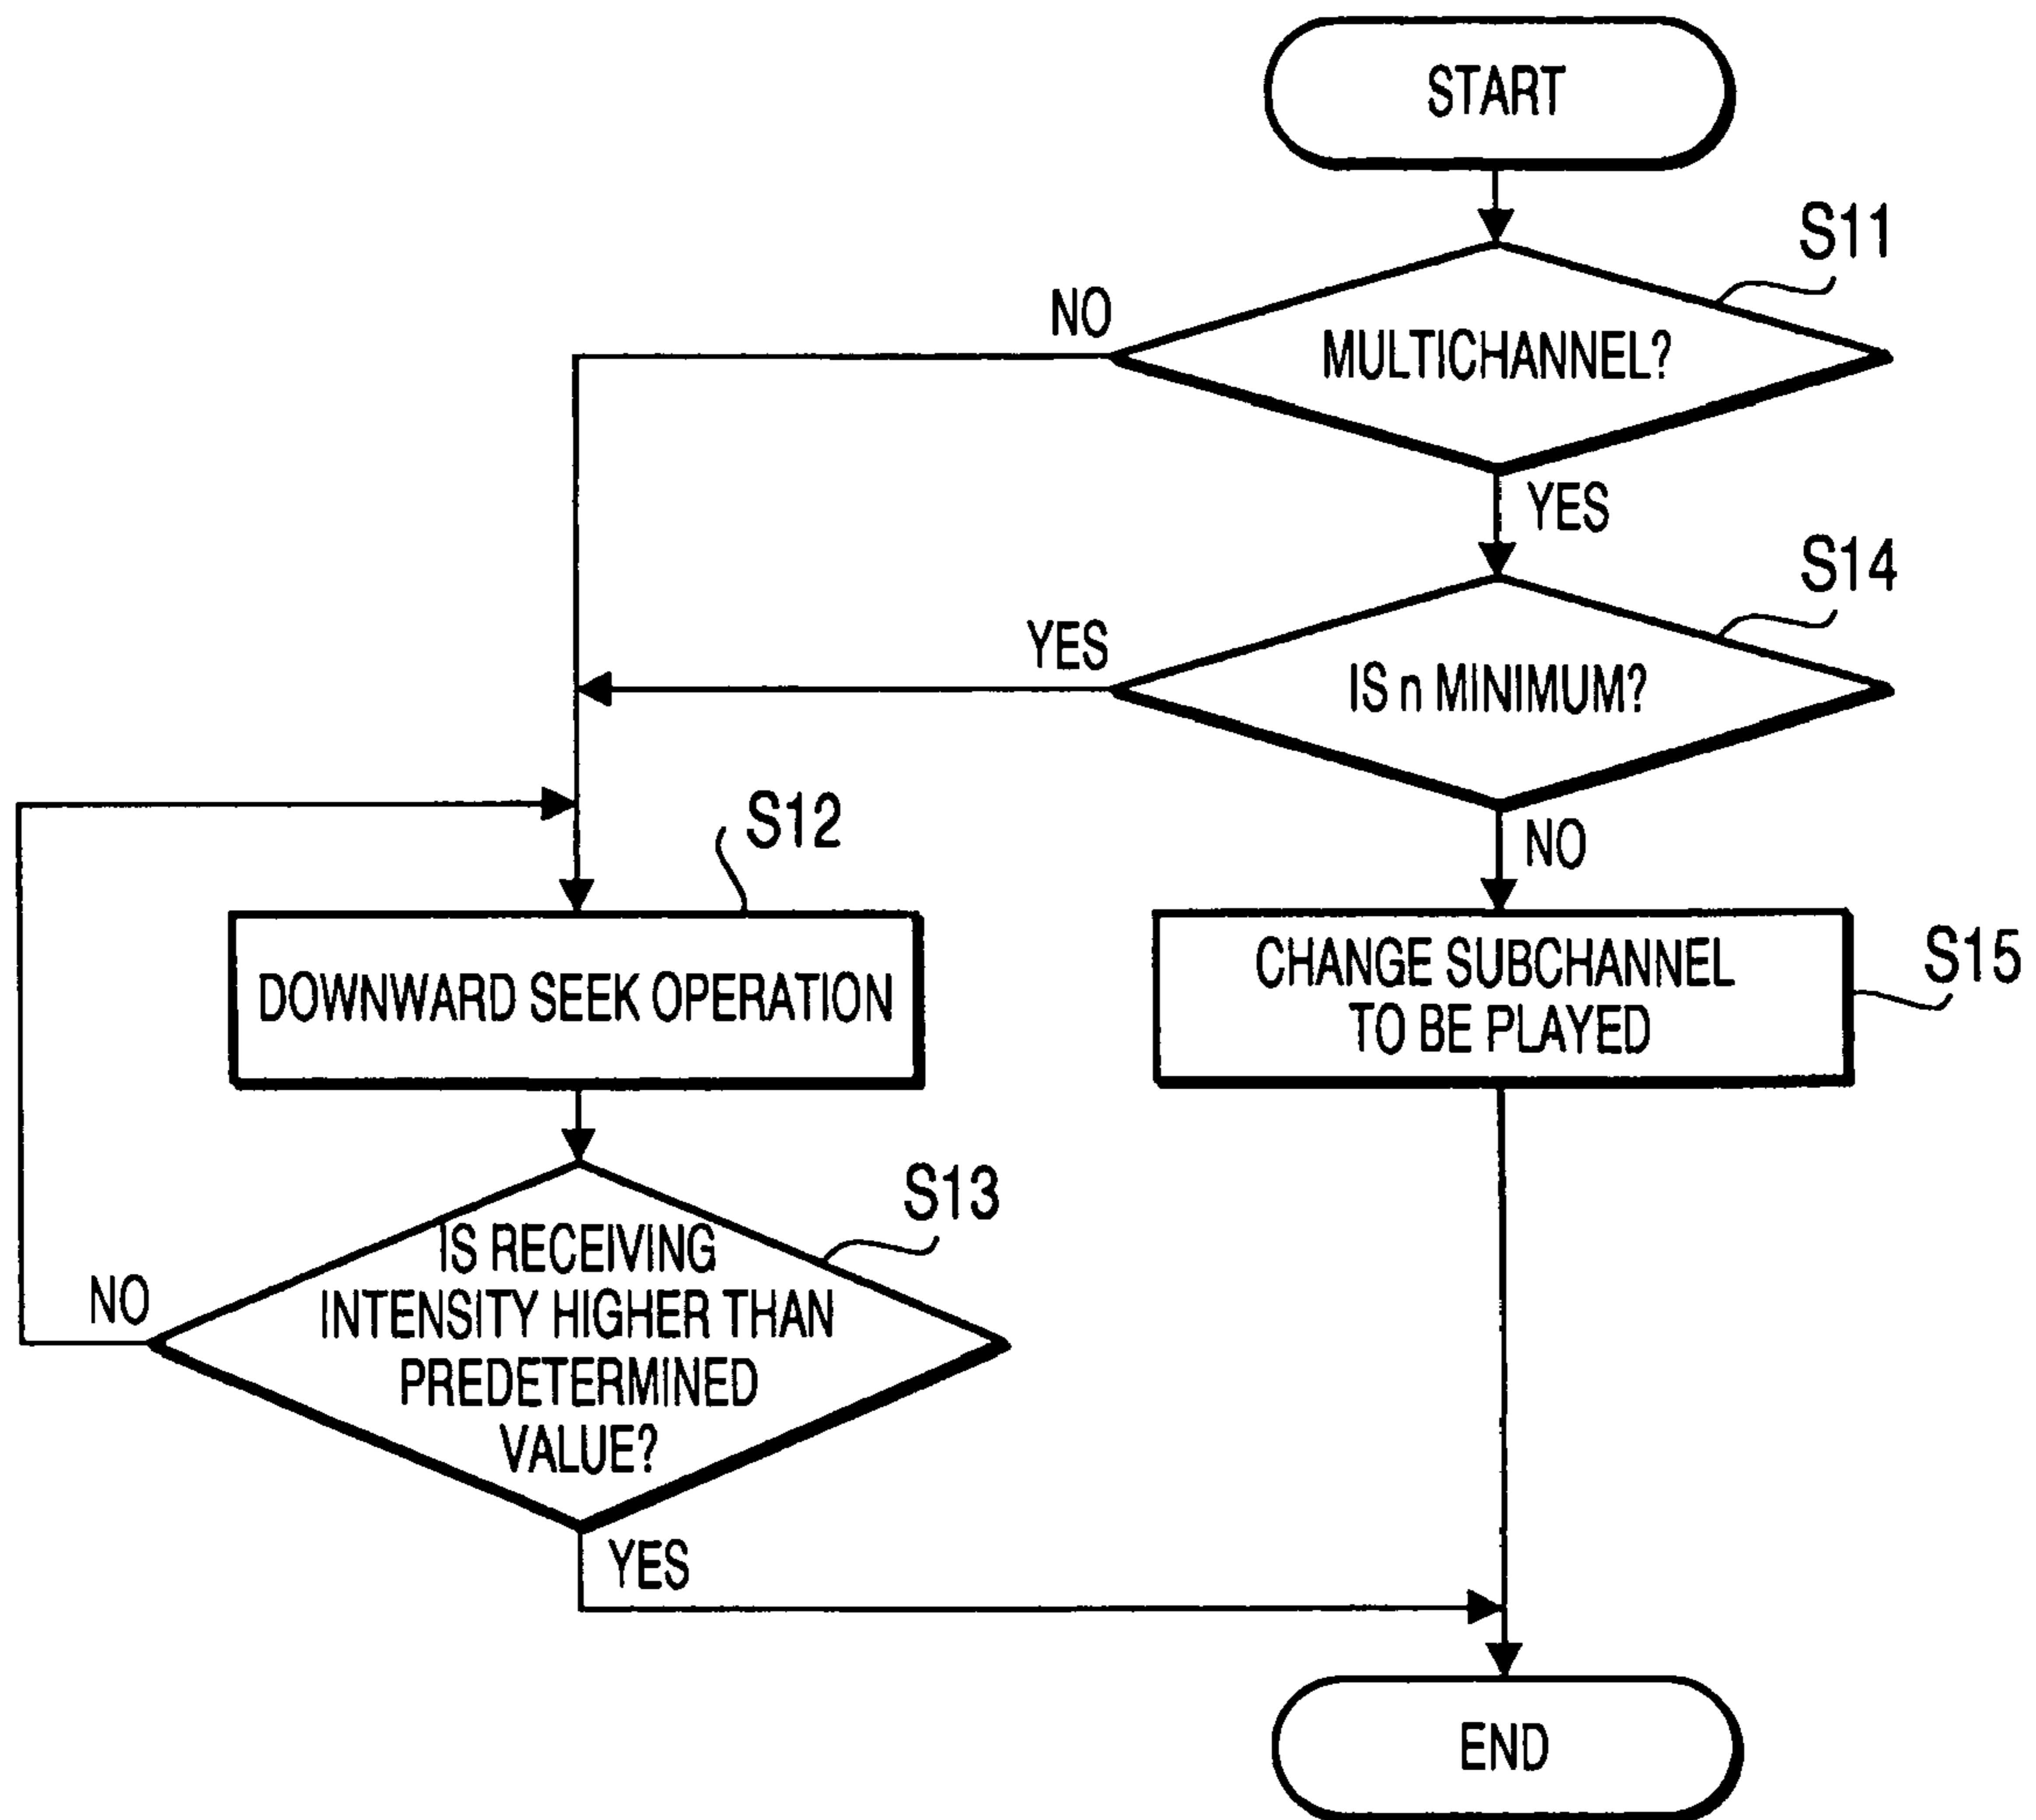 START
S11
NO
MULTICHANNEL?
YES
S14
YES
IS n MINIMUM?
NO
S12
DOWNWARD SEEK OPERATION
CHANGE SUBCHANNEL
TO BE PLAYED
S15
S13
IS RECEIVING
INTENSITY HIGHER THAN
PREDETERMINED
VALUE?
NO
YES
END